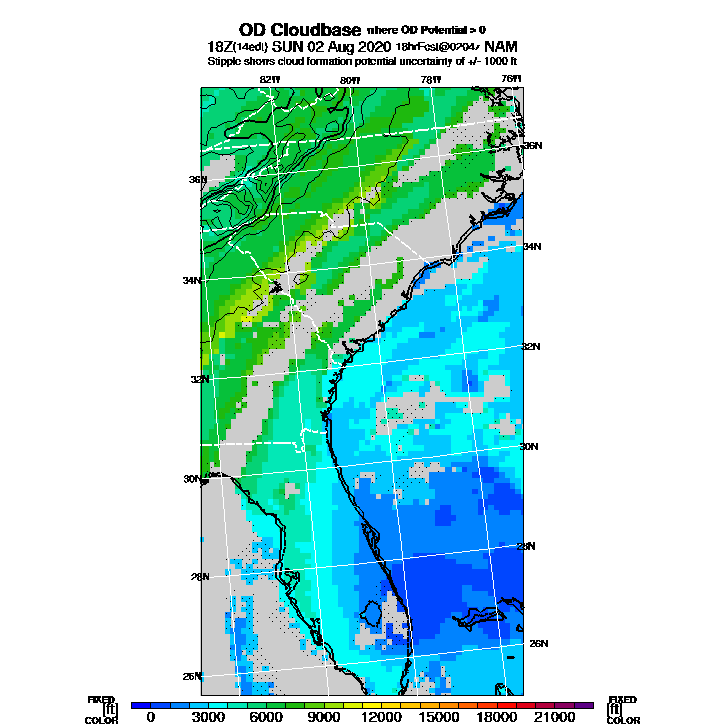 OD Cloudbase where OD Potential > 0
18Z(14edt) SUN 02 Aug 2020 18hrFcst@0204z NAM
Stipple shows cloud formation potential uncertainty of +/- 1000 ft
82W 80W 78W 76W
36N
36N
34N
34N
32N
32N
30N
30N
28N
28N
26N
26N
FIXED FIXED
[ft] [ft]
COLOR 0 3000 6000 9000 12000 15000 18000 21000 COLOR